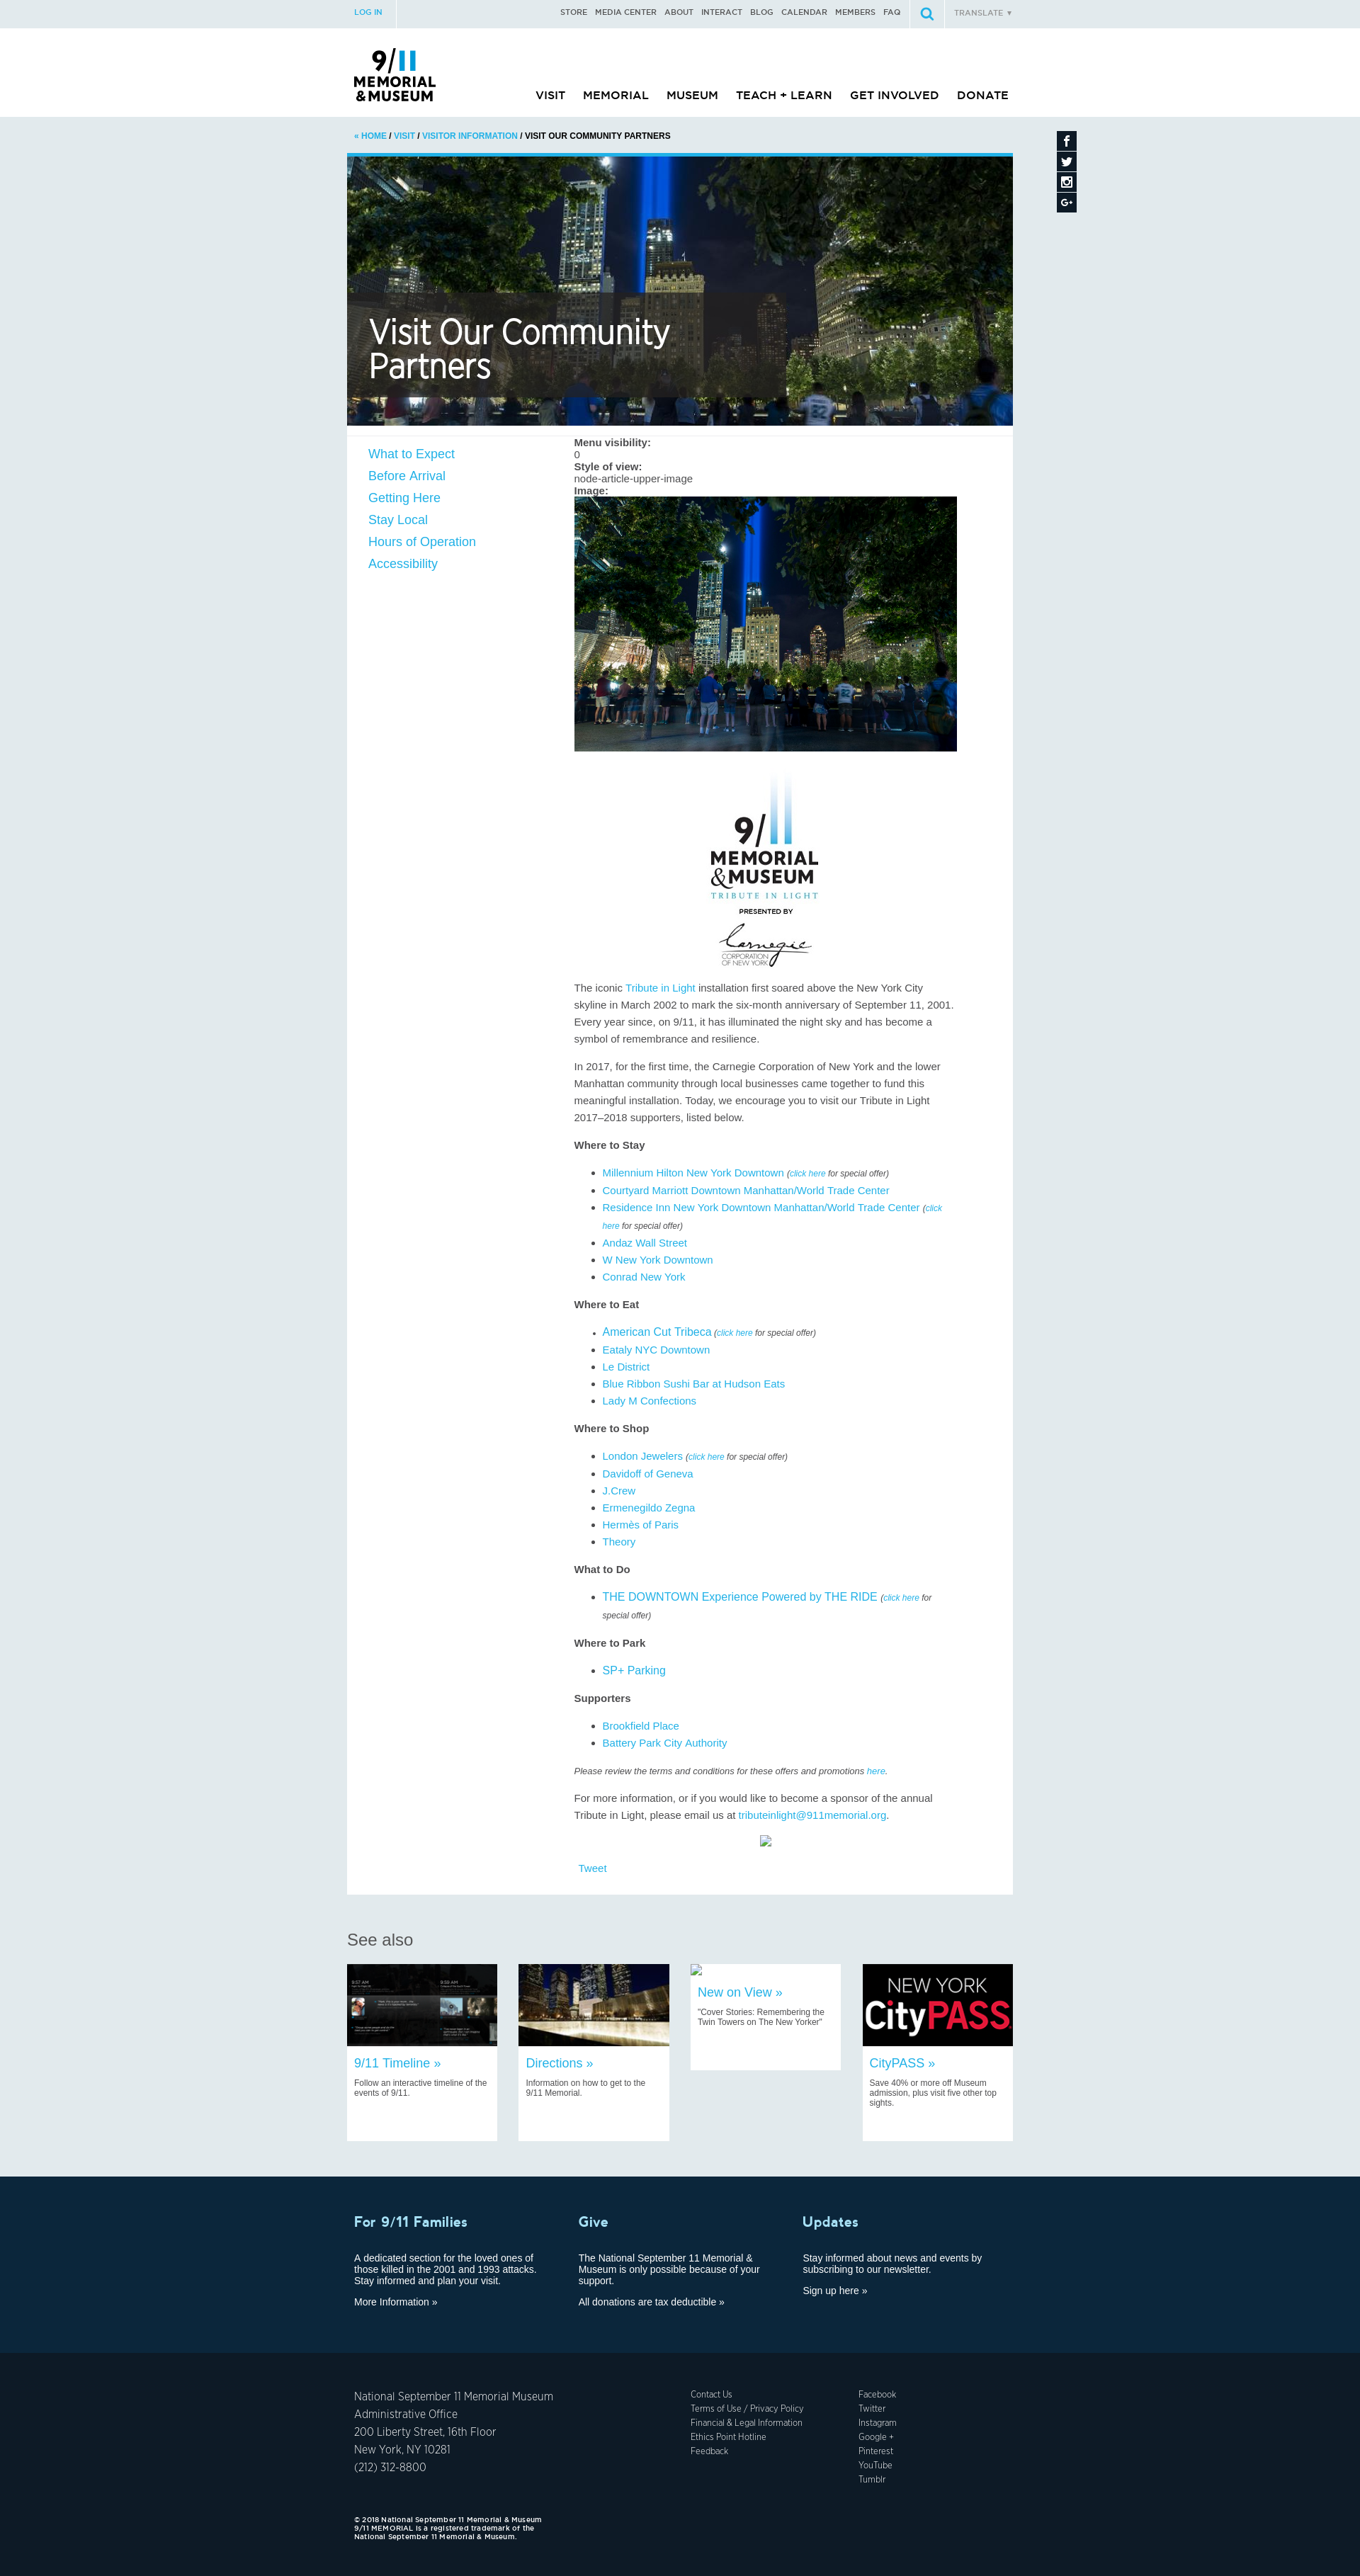 LOG IN
STORE MEDIA CENTER ABOUT INTERACT BLOG CALENDAR MEMBERS FAQ
TRANSLATE ▼
9/11
MEMORIAL
&MUSEUM
VISIT MEMORIAL MUSEUM TEACH + LEARN GET INVOLVED DONATE
« HOME / VISIT / VISITOR INFORMATION / VISIT OUR COMMUNITY PARTNERS
Visit Our Community
Partners
What to Expect
Before Arrival
Getting Here
Stay Local
Hours of Operation
Accessibility
Menu visibility:
0
Style of view:
node-article-upper-image
Image:
9/11
MEMORIAL
&MUSEUM
TRIBUTE IN LIGHT
PRESENTED BY
Carnegie
CORPORATION
OF NEW YORK
The iconic Tribute in Light installation first soared above the New York City
skyline in March 2002 to mark the six-month anniversary of September 11, 2001.
Every year since, on 9/11, it has illuminated the night sky and has become a
symbol of remembrance and resilience.
In 2017, for the first time, the Carnegie Corporation of New York and the lower
Manhattan community through local businesses came together to fund this
meaningful installation. Today, we encourage you to visit our Tribute in Light
2017–2018 supporters, listed below.
Where to Stay
Millennium Hilton New York Downtown (click here for special offer)
Courtyard Marriott Downtown Manhattan/World Trade Center
Residence Inn New York Downtown Manhattan/World Trade Center (click
here for special offer)
Andaz Wall Street
W New York Downtown
Conrad New York
Where to Eat
American Cut Tribeca (click here for special offer)
Eataly NYC Downtown
Le District
Blue Ribbon Sushi Bar at Hudson Eats
Lady M Confections
Where to Shop
London Jewelers (click here for special offer)
Davidoff of Geneva
J.Crew
Ermenegildo Zegna
Hermès of Paris
Theory
What to Do
THE DOWNTOWN Experience Powered by THE RIDE (click here for
special offer)
Where to Park
SP+ Parking
Supporters
Brookfield Place
Battery Park City Authority
Please review the terms and conditions for these offers and promotions here.
For more information, or if you would like to become a sponsor of the annual
Tribute in Light, please email us at tributeinlight@911memorial.org.
Tweet
See also
9/11 Timeline »
Follow an interactive timeline of the
events of 9/11.
Directions »
Information on how to get to the
9/11 Memorial.
New on View »
"Cover Stories: Remembering the
Twin Towers on The New Yorker"
NEW YORK
CityPASS
CityPASS »
Save 40% or more off Museum
admission, plus visit five other top
sights.
For 9/11 Families
A dedicated section for the loved ones of
those killed in the 2001 and 1993 attacks.
Stay informed and plan your visit.
More Information »
Give
The National September 11 Memorial &
Museum is only possible because of your
support.
All donations are tax deductible »
Updates
Stay informed about news and events by
subscribing to our newsletter.
Sign up here »
National September 11 Memorial Museum
Administrative Office
200 Liberty Street, 16th Floor
New York, NY 10281
(212) 312-8800
Contact Us
Terms of Use / Privacy Policy
Financial & Legal Information
Ethics Point Hotline
Feedback
Facebook
Twitter
Instagram
Google +
Pinterest
YouTube
Tumblr
© 2018 National September 11 Memorial & Museum
9/11 MEMORIAL is a registered trademark of the
National September 11 Memorial & Museum.